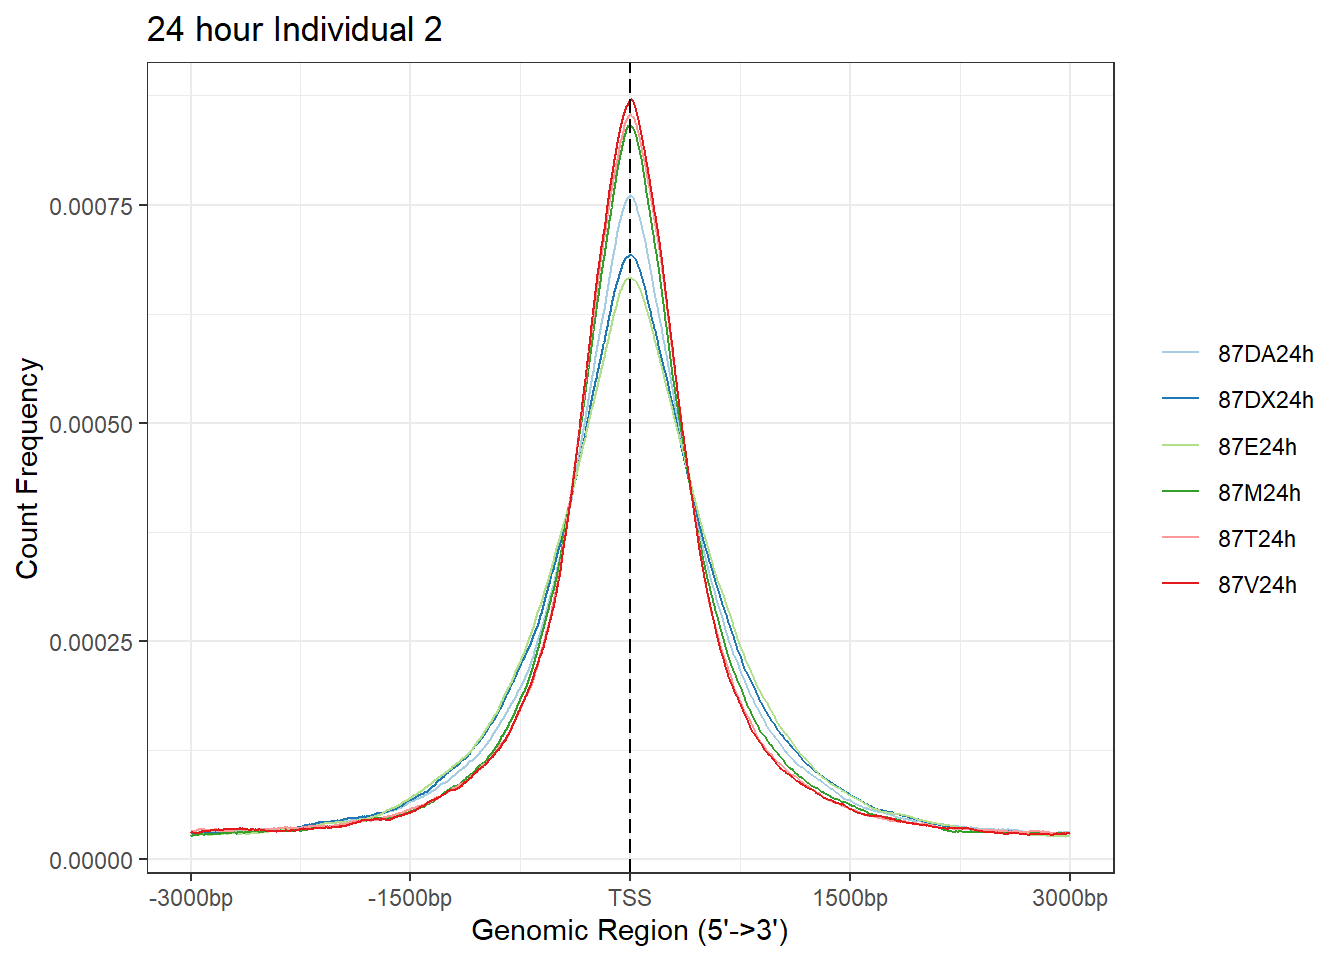 24 hour Individual 2
0.00075
0.00050
0.00025
0.00000
Count Frequency
-3000bp
-1500bp
TSS
1500bp
3000bp
Genomic Region (5'->3')
87DA24h
87DX24h
87E24h
87M24h
87T24h
87V24h